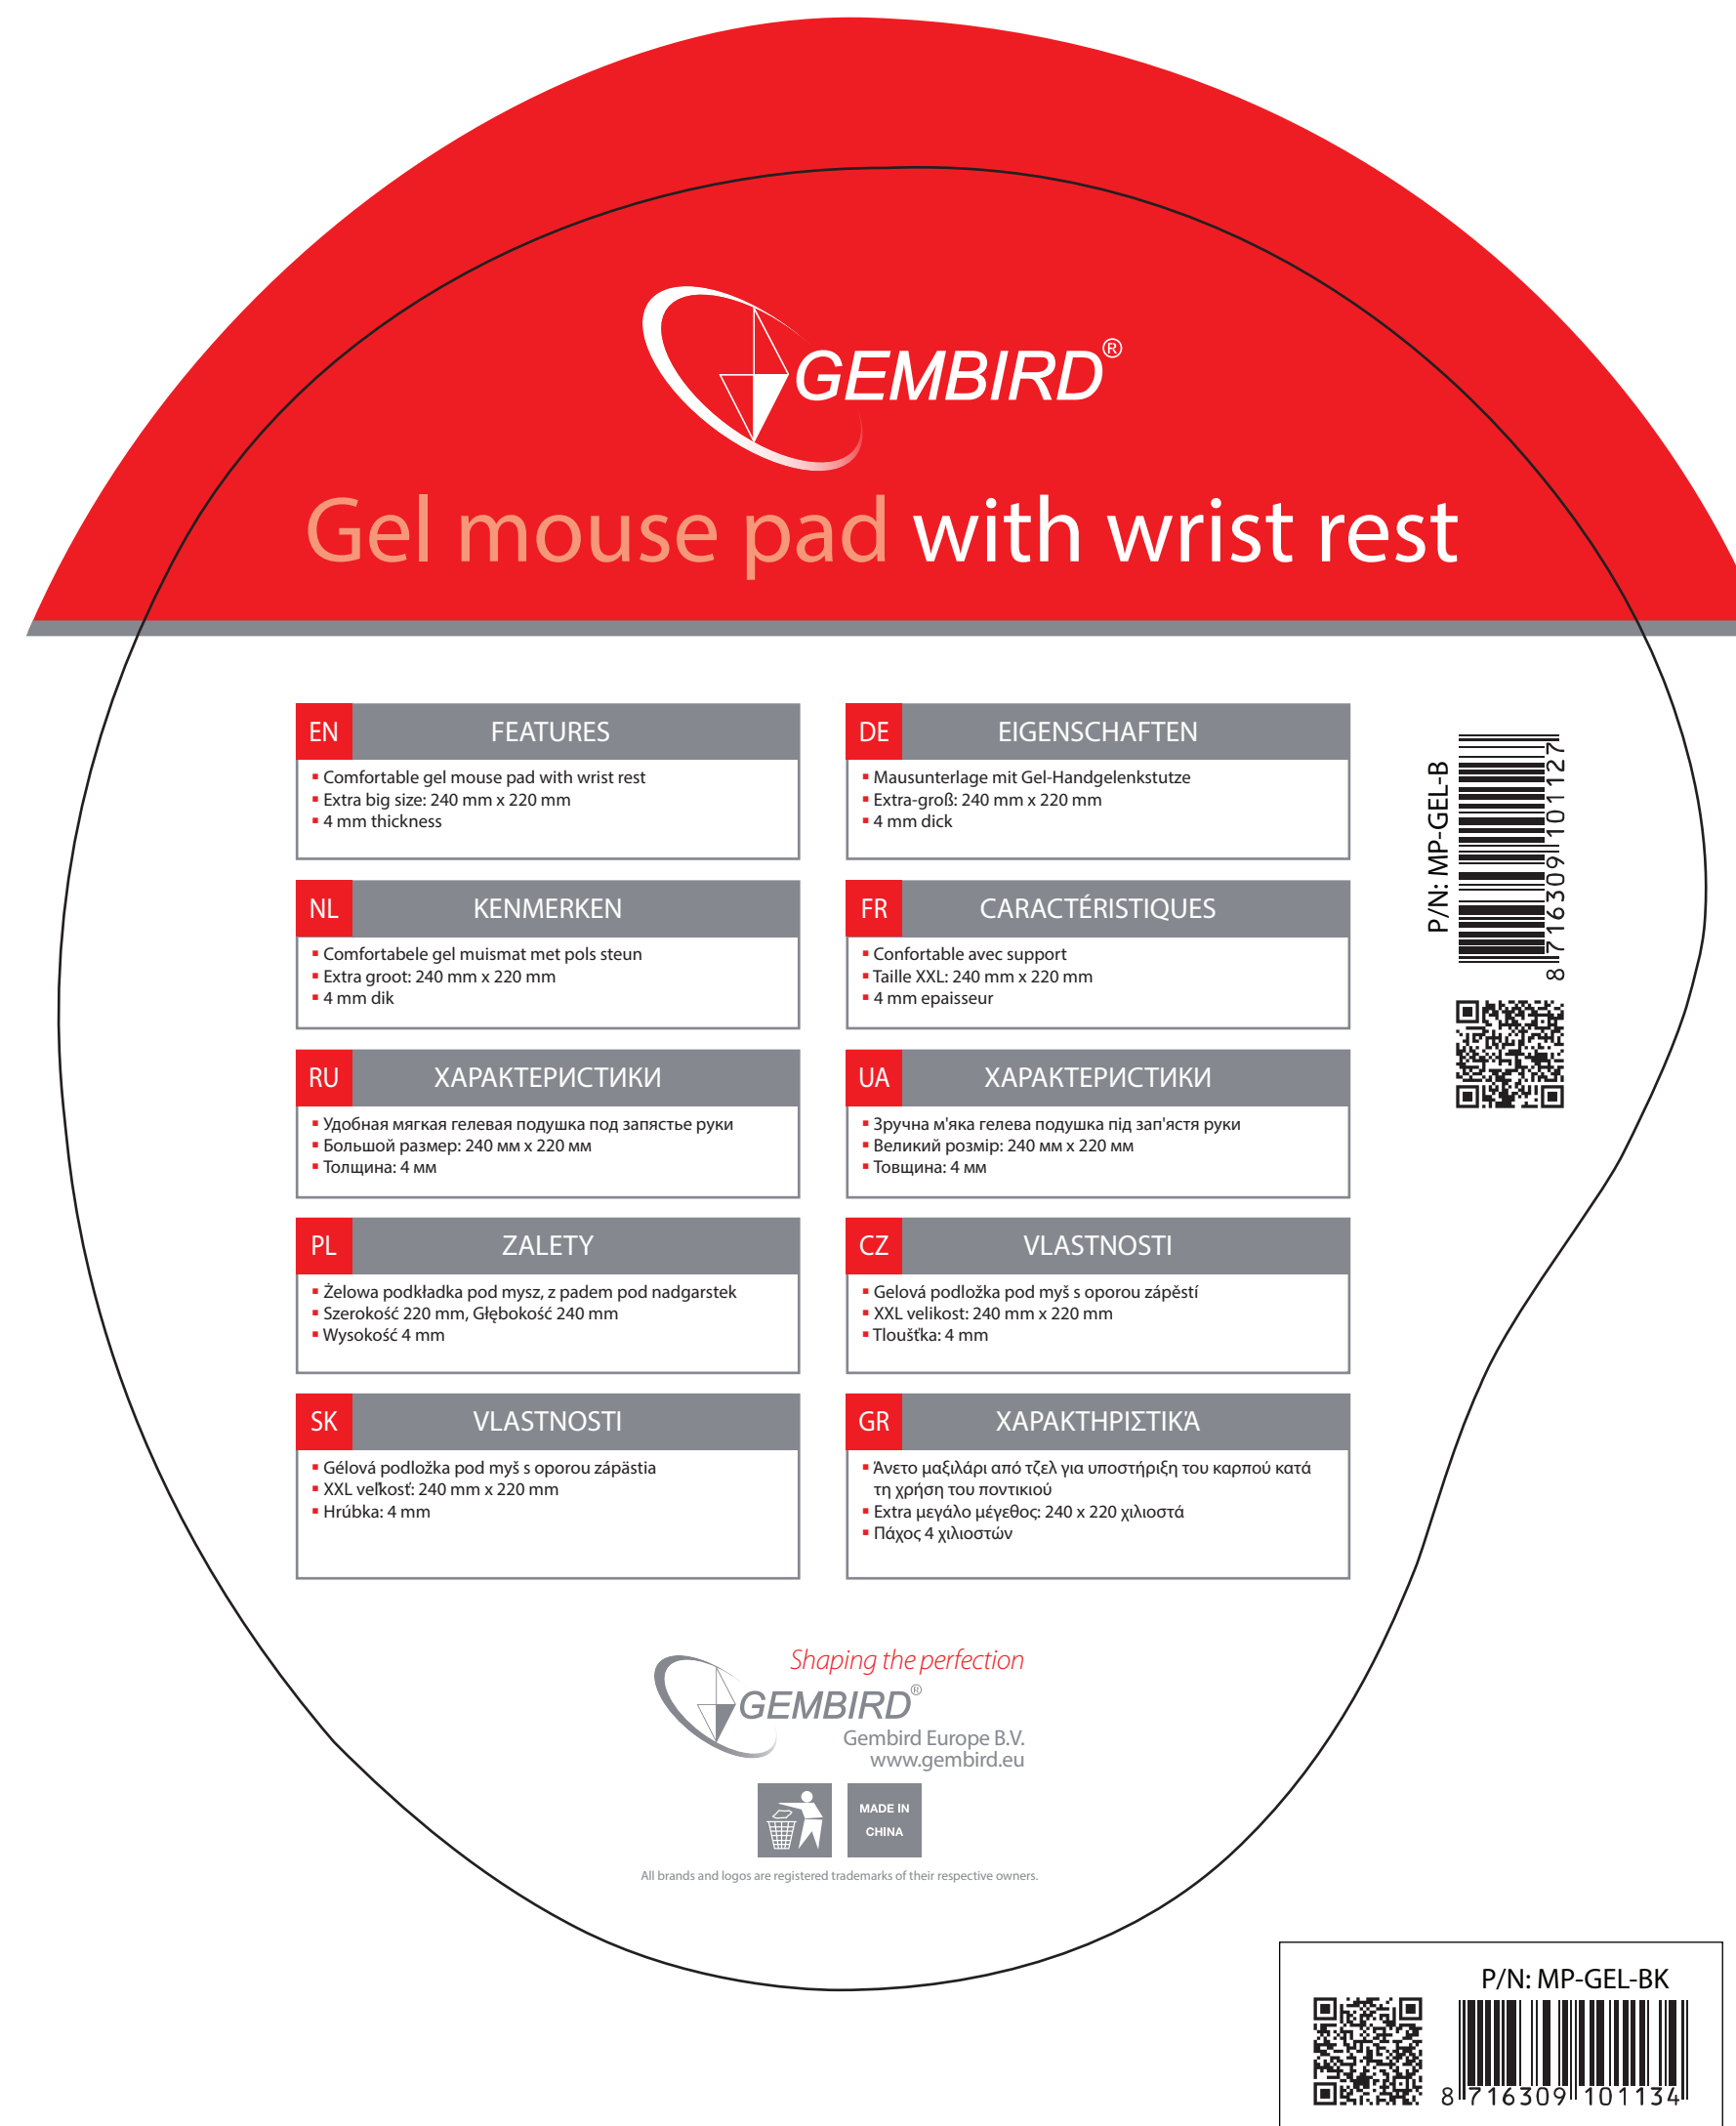 GEMBIRD®
Gel mouse pad with wrist rest
EN FEATURES
▪ Comfortable gel mouse pad with wrist rest
▪ Extra big size: 240 mm x 220 mm
▪ 4 mm thickness
DE EIGENSCHAFTEN
▪ Mausunterlage mit Gel-Handgelenkstutze
▪ Extra-groß: 240 mm x 220 mm
▪ 4 mm dick
NL KENMERKEN
▪ Comfortabele gel muismat met pols steun
▪ Extra groot: 240 mm x 220 mm
▪ 4 mm dik
FR CARACTÉRISTIQUES
▪ Confortable avec support
▪ Taille XXL: 240 mm x 220 mm
▪ 4 mm epaisseur
RU ХАРАКТЕРИСТИКИ
▪ Удобная мягкая гелевая подушка под запястье руки
▪ Большой размер: 240 мм x 220 мм
▪ Толщина: 4 мм
UA ХАРАКТЕРИСТИКИ
▪ Зручна м'яка гелева подушка під зап'ястя руки
▪ Великий розмір: 240 мм x 220 мм
▪ Товщина: 4 мм
PL ZALETY
▪ Żelowa podkładka pod mysz, z padem pod nadgarstek
▪ Szerokość 220 mm, Głębokość 240 mm
▪ Wysokość 4 mm
CZ VLASTNOSTI
▪ Gelová podložka pod myš s oporou zápěstí
▪ XXL velikost: 240 mm x 220 mm
▪ Tloušťka: 4 mm
SK VLASTNOSTI
▪ Gélová podložka pod myš s oporou zápästia
▪ XXL veľkosť: 240 mm x 220 mm
▪ Hrúbka: 4 mm
GR ΧΑΡΑΚΤΗΡΙΣΤΙΚΆ
▪ Άνετο μαξιλάρι από τζελ για υποστήριξη του καρπού κατά
τη χρήση του ποντικιού
▪ Extra μεγάλο μέγεθος: 240 x 220 χιλιοστά
▪ Πάχος 4 χιλιοστών
P/N: MP-GEL-B
8 716309 101127
Shaping the perfection
GEMBIRD®
Gembird Europe B.V.
www.gembird.eu
MADE IN
CHINA
All brands and logos are registered trademarks of their respective owners.
P/N: MP-GEL-BK
8 716309 101134